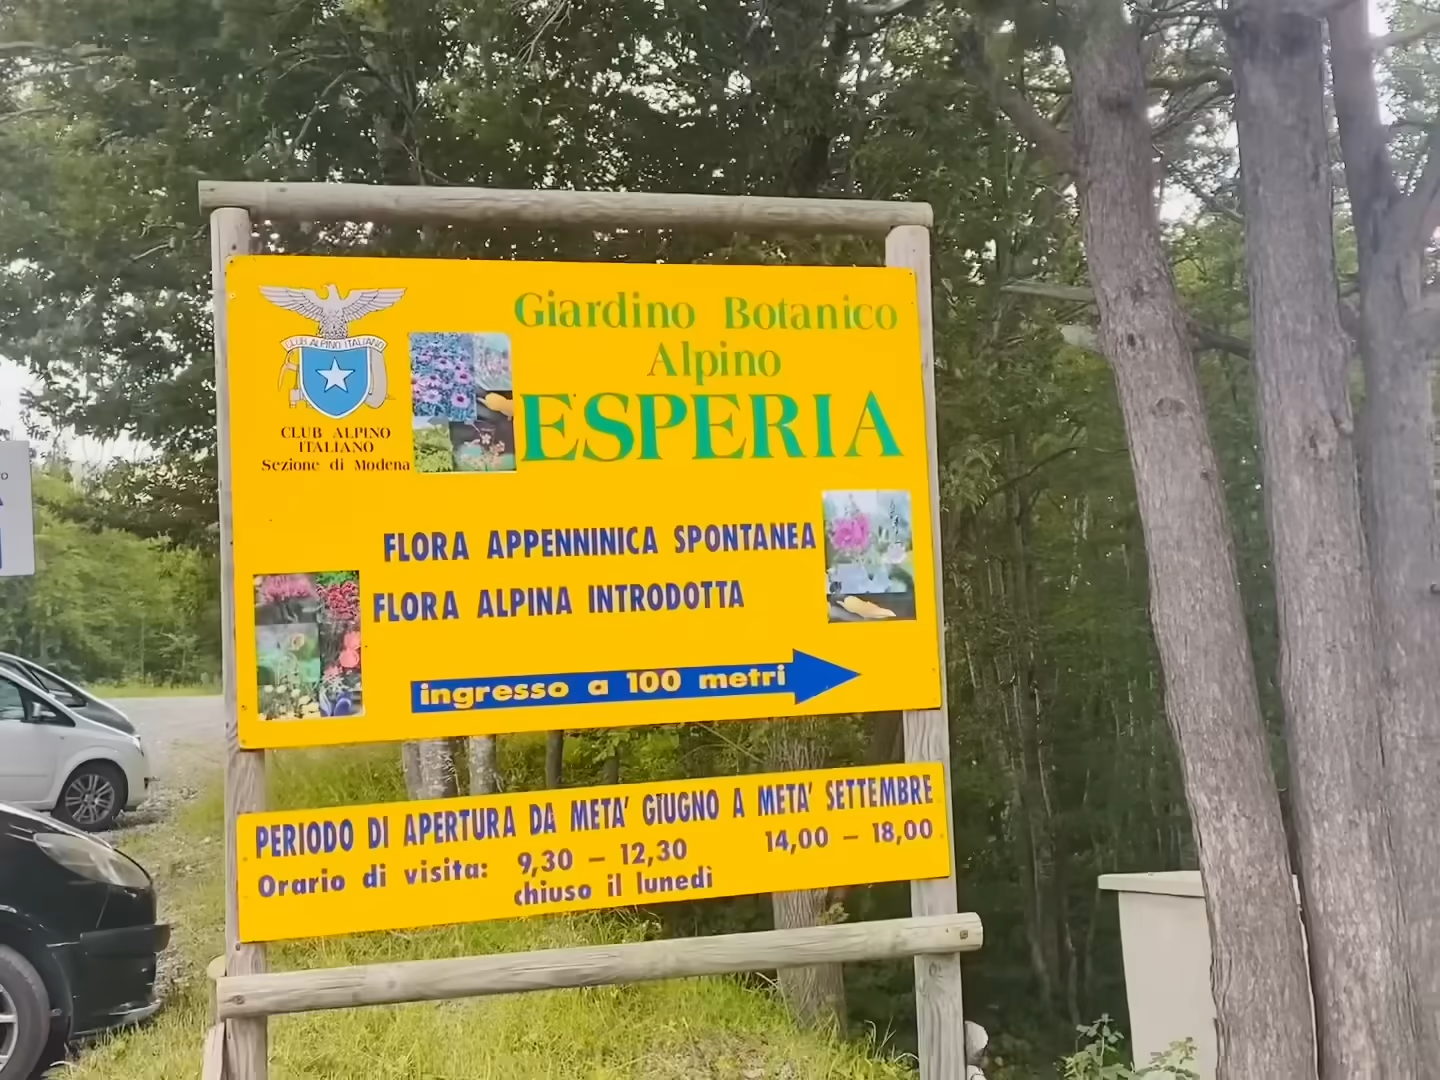 Giardino Botanico
Alpino
ESPERIA
CLUB ALPINO ITALIANO
CLUB ALPINO
ITALIANO
Sezione di Modena
FLORA APPENNINICA SPONTANEA
FLORA ALPINA INTRODOTTA
ingresso a 100 metri
PERIODO DI APERTURA DA META' GIUGNO A META' SETTEMBRE
Orario di visita: 9,30 – 12,30 14,00 – 18,00
chiuso il lunedì